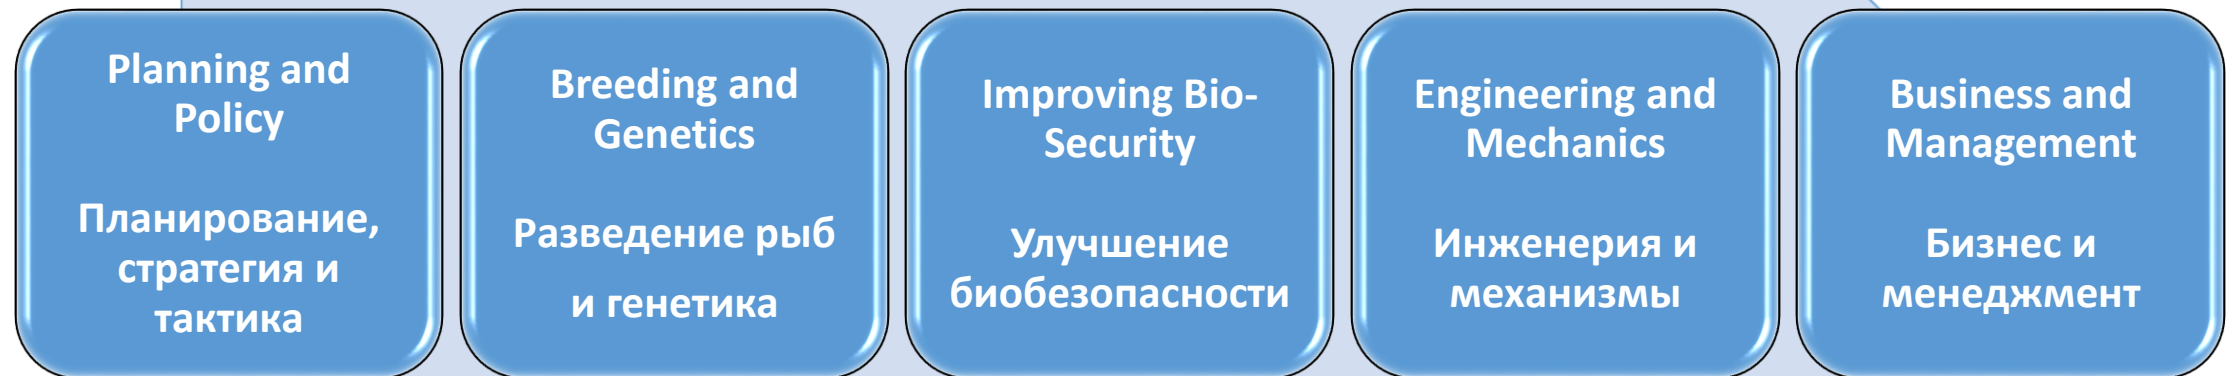 Planning and
Policy
Планирование,
стратегия и
тактика
Breeding and
Genetics
Разведение рыб
и генетика
Improving Bio-
Security
Улучшение
биобезопасности
Engineering and
Mechanics
Инженерия и
механизмы
Business and
Management
Бизнес и
менеджмент